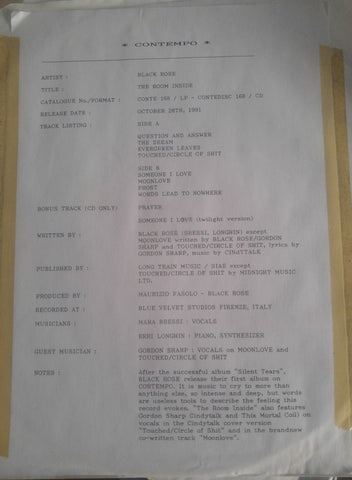 * CONTEMPO *
ARTIST : BLACK ROSE
TITLE : THE ROOM INSIDE
CATALOGUE No./FORMAT : CONTE 168 / LP - CONTEDISC 168 / CD
RELEASE DATE : OCTOBER 28TH, 1991
TRACK LISTING : SIDE A
QUESTION AND ANSWER
THE DREAM
EVERGREEN LEAVES
TOUCHED/CIRCLE OF SHIT
SIDE B
SOMEONE I LOVE
MOONLOVE
FROST
WORDS LEAD TO NOWHERE
BONUS TRACK (CD ONLY) PRAYER
SOMEONE I LOVE (twilight version)
WRITTEN BY : BLACK ROSE (BRESSI, LONGHIN) except
MOONLOVE written by BLACK ROSE/GORDON
SHARP and TOUCHED/CIRCLE OF SHIT, lyrics by
GORDON SHARP, music by CINDYTALK
PUBLISHED BY : LONG TRAIN MUSIC / SIAE except
TOUCHED/CIRCLE OF SHIT by MIDNIGHT MUSIC
LTD.
PRODUCED BY : MAURIZIO FASOLO - BLACK ROSE
RECORDED AT : BLUE VELVET STUDIOS FIRENZE, ITALY
MUSICIANS : MARA BRESSI : VOCALS
ERRI LONGHIN : PIANO, SYNTHESIZER
GUEST MUSICIAN : GORDON SHARP : VOCALS on MOONLOVE and
TOUCHED/CIRCLE OF SHIT
NOTES : After the successful album "Silent Tears",
BLACK ROSE release their first album on
CONTEMPO. It is music to cry to more than
anything else, so intense and deep, but words
are useless tools to describe the feeling this
record evokes. "The Room Inside" also features
Gordon Sharp (Cindytalk and This Mortal Coil) on
vocals in the Cindytalk cover version
"Touched/Circle of Shit" and in the brandnew
co-written track "Moonlove".